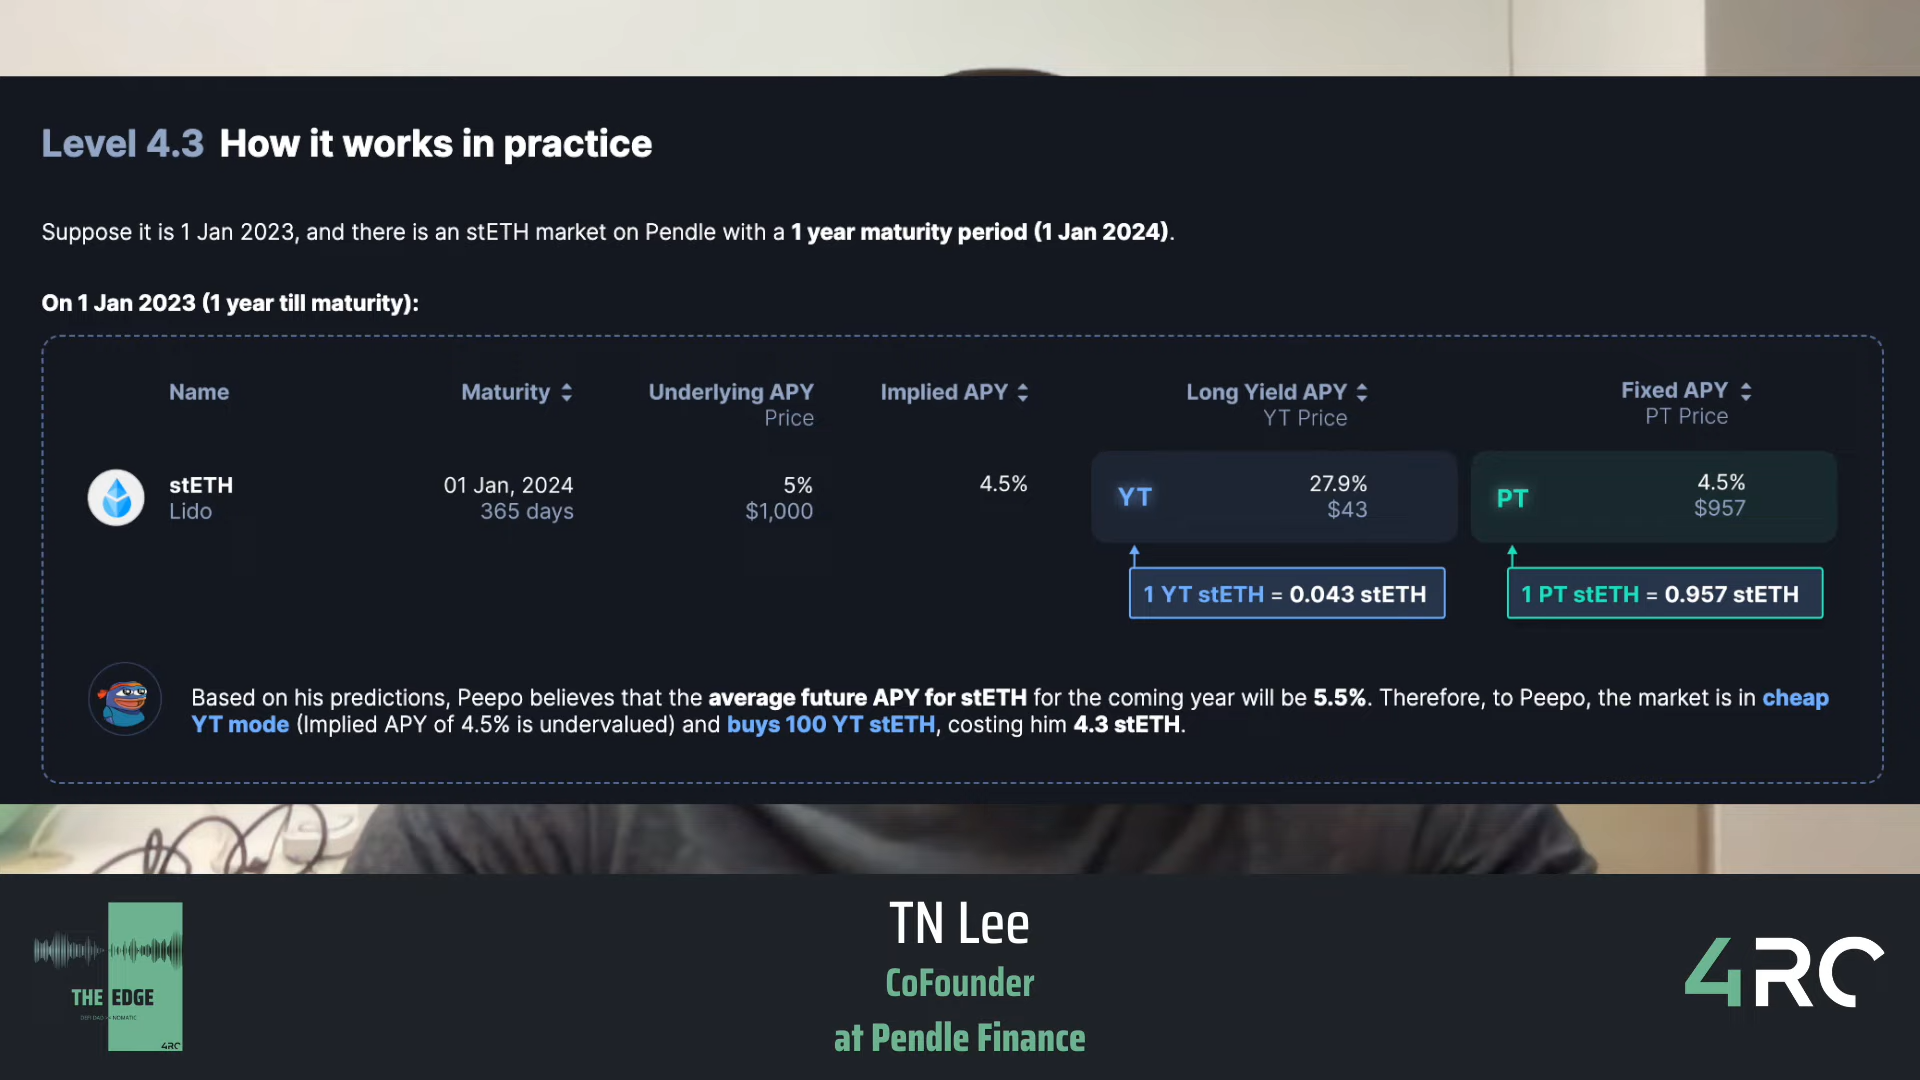 Level 4.3 How it works in practice
Suppose it is 1 Jan 2023, and there is an stETH market on Pendle with a 1 year maturity period (1 Jan 2024).
On 1 Jan 2023 (1 year till maturity):
Name Maturity Underlying APY Implied APY Long Yield APY Fixed APY
Price YT Price PT Price
stETH 01 Jan, 2024 5% 4.5% YT 27.9% PT 4.5%
Lido 365 days $1,000 $43 $957
1 YT stETH = 0.043 stETH 1 PT stETH = 0.957 stETH
Based on his predictions, Peepo believes that the average future APY for stETH for the coming year will be 5.5%. Therefore, to Peepo, the market is in cheap
YT mode (Implied APY of 4.5% is undervalued) and buys 100 YT stETH, costing him 4.3 stETH.
THE EDGE
4RC
TN Lee
CoFounder
at Pendle Finance
4RC